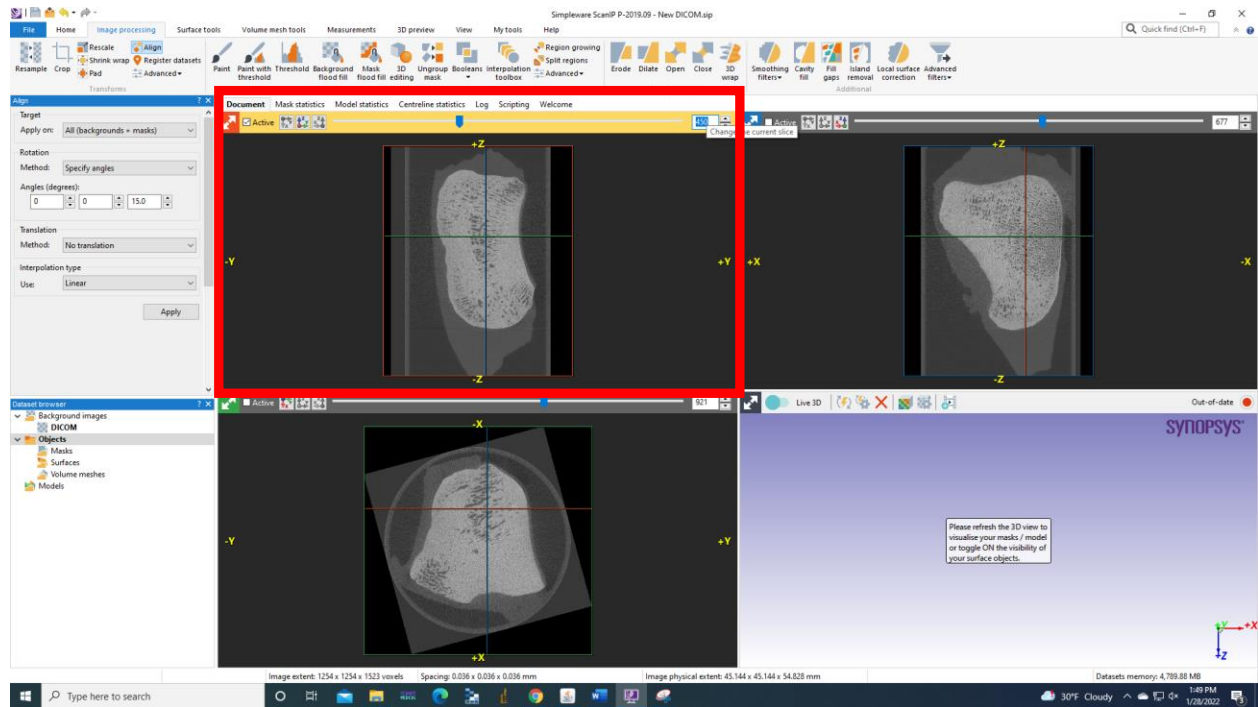 Simpleware ScanIP P-2019.09 - New DICOM.sip
File Home Image processing Surface tools Volume mesh tools Measurements 3D preview View My tools Help Quick find (Ctrl+F)
Resample Crop Rescale Shrink wrap Pad Align Register datasets Advanced
Transforms
Paint Paint with threshold Threshold Background flood fill Mask flood fill 3D editing Ungroup mask Booleans Interpolation toolbox Region growing Split regions Advanced
Erode Dilate Open Close 3D wrap Smoothing filters Cavity fill Fill gaps Island removal Local surface correction Advanced filters
Additional
Align ? X
Target
Apply on: All (backgrounds + masks)
Rotation
Method: Specify angles
Angles (degrees):
0 0 15.0
Translation
Method: No translation
Interpolation type
Use: Linear
Apply
Document Mask statistics Model statistics Centreline statistics Log Scripting Welcome
Active 450
Change the current slice
Active 677
+Z
-Y +Y
-Z
+Z
+X -X
-Z
Dataset browser ? X
Background images
DICOM
Objects
Masks
Surfaces
Volume meshes
Models
Active 921
-X
-Y +Y
+X
Live 3D Out-of-date
SYNOPSYS
Please refresh the 3D view to
visualise your masks / model
or toggle ON the visibility of
your surface objects.
Y +X
Z
Image extent: 1254 x 1254 x 1523 voxels Spacing: 0.036 x 0.036 x 0.036 mm Image physical extent: 45.144 x 45.144 x 54.828 mm Datasets memory: 4,789.88 MB
Type here to search
30°F Cloudy
1:49 PM
1/28/2022